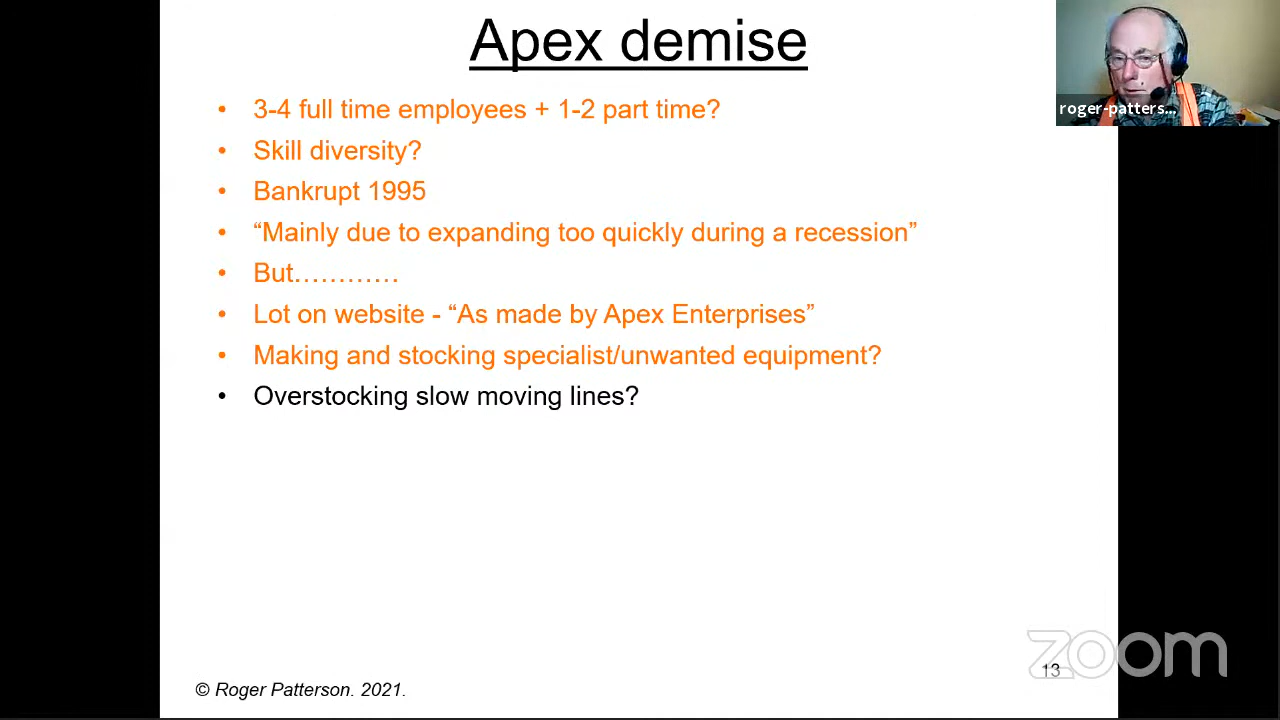 Apex demise
roger-patters...
• 3-4 full time employees + 1-2 part time?
• Skill diversity?
• Bankrupt 1995
• “Mainly due to expanding too quickly during a recession”
• But…………
• Lot on website - “As made by Apex Enterprises”
• Making and stocking specialist/unwanted equipment?
• Overstocking slow moving lines?
zoom
13
© Roger Patterson. 2021.